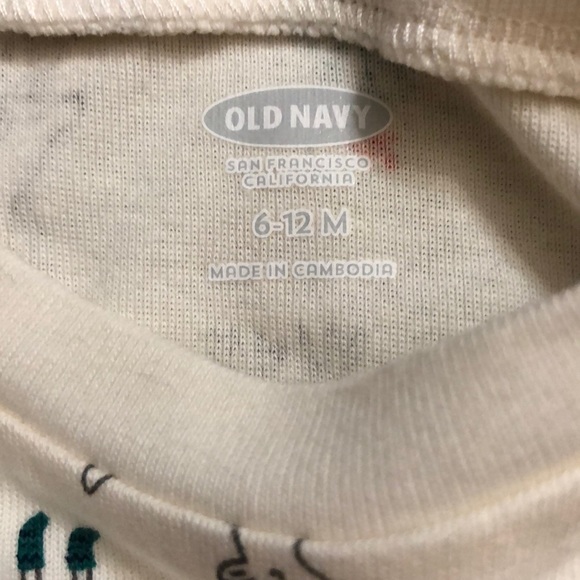 OLD NAVY
SAN FRANCISCO
CALIFORNIA
6-12 M
MADE IN CAMBODIA